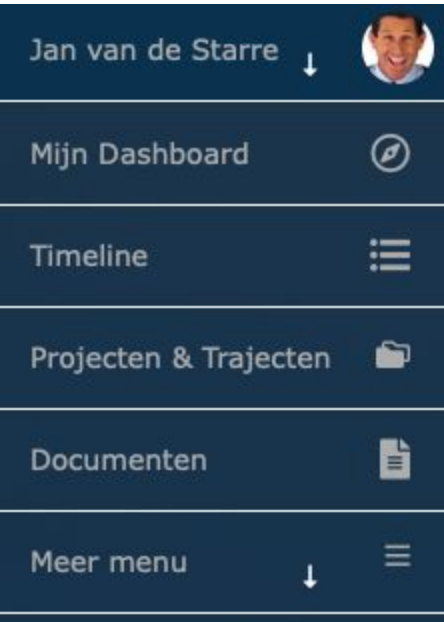 Jan van de Starre
Mijn Dashboard
Timeline
Projecten & Trajecten
Documenten
Meer menu